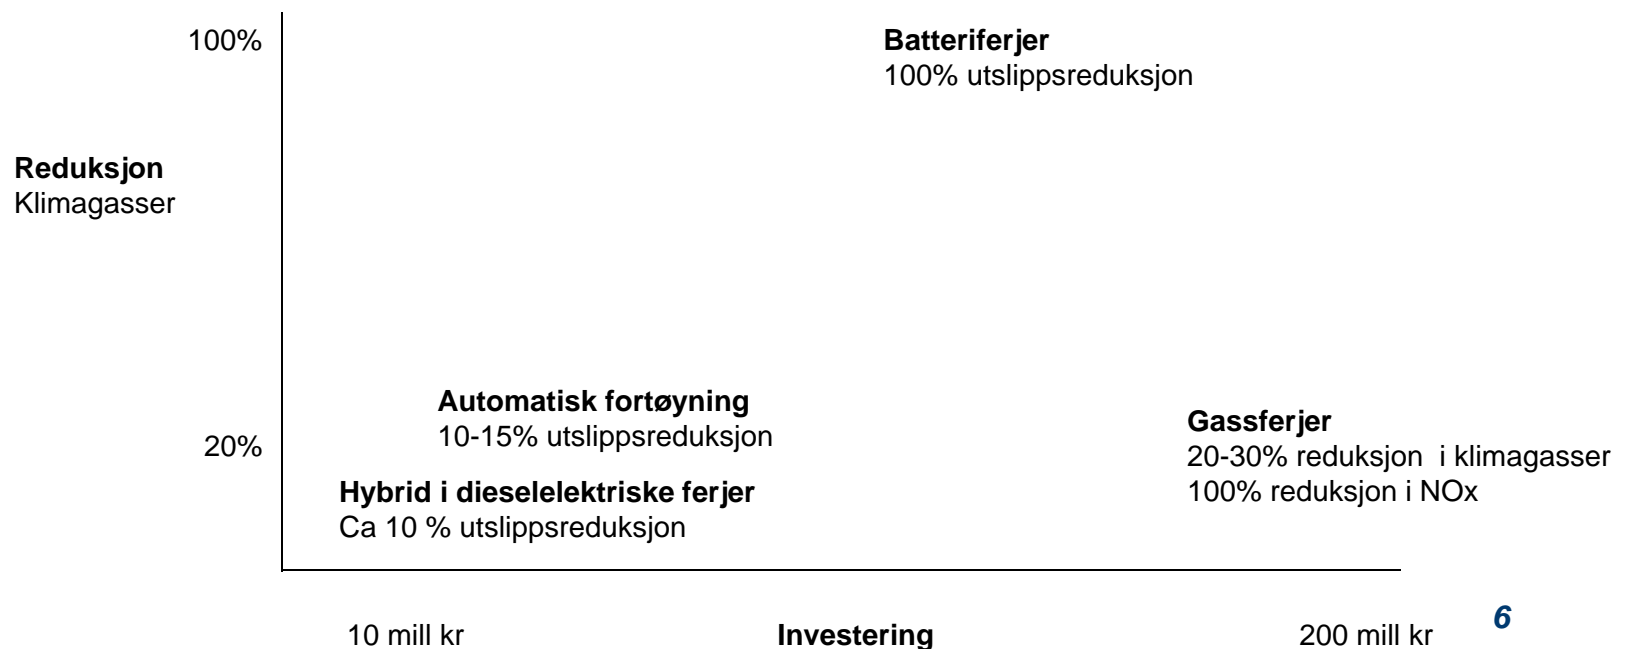 100%
Batteriferjer
100% utslippsreduksjon
Reduksjon
Klimagasser
Automatisk fortøyning
10-15% utslippsreduksjon
20%
Gassferjer
20-30% reduksjon i klimagasser
100% reduksjon i NOx
Hybrid i dieselelektriske ferjer
Ca 10 % utslippsreduksjon
10 mill kr
Investering
200 mill kr
6